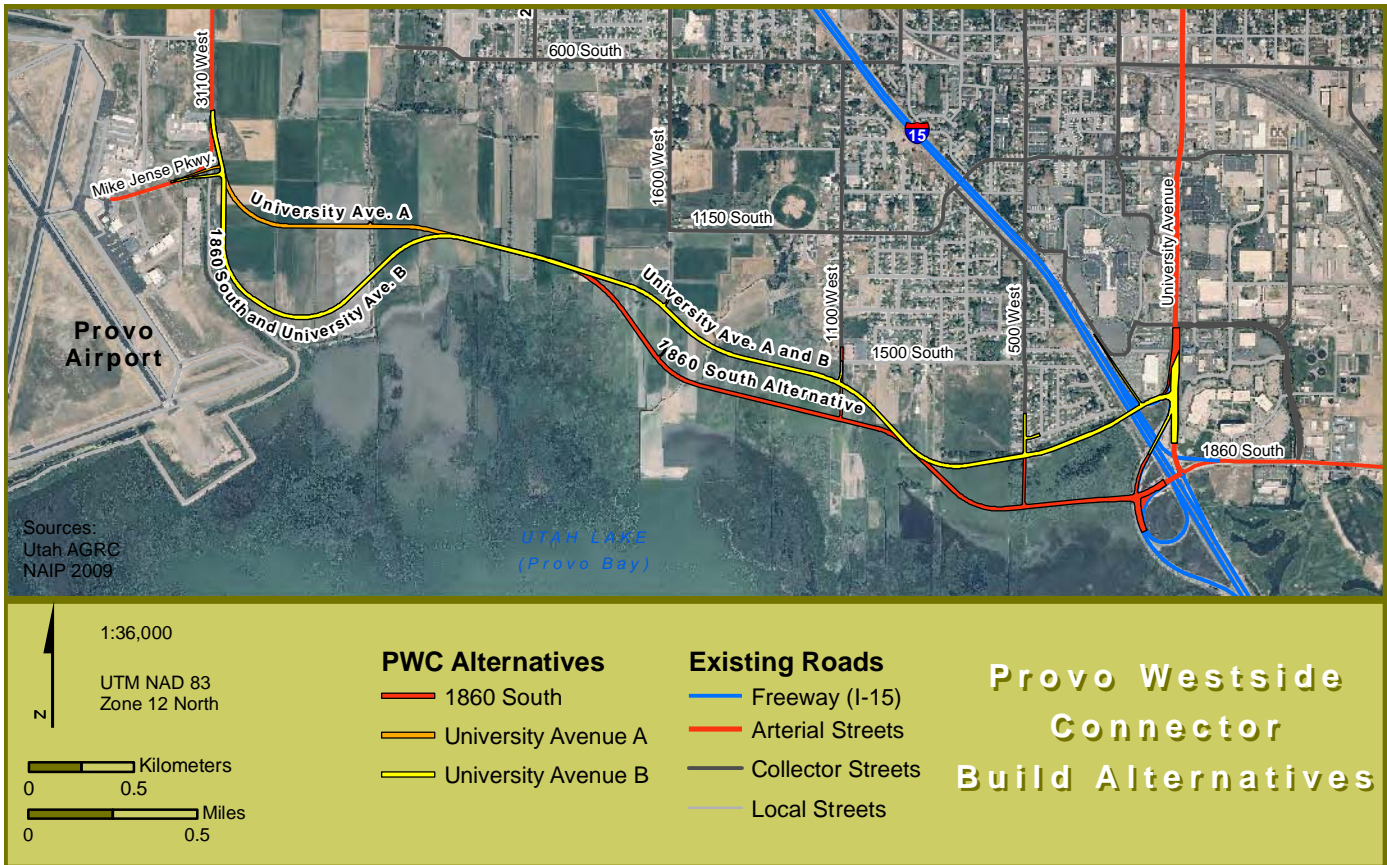 2
600 South
3110 West
15
Mike Jense Pkwy.
1600 West
University Ave. A
1150 South
University Avenue
1860 South and University Ave. B
University Ave. A and B
1100 West
500 West
Provo
Airport
1500 South
1860 South Alternative
1860 South
Sources:
Utah AGRC
NAIP 2009
UTAH LAKE
(Provo Bay)
1:36,000
UTM NAD 83
Zone 12 North
N
Kilometers
0 0.5
Miles
0 0.5
PWC Alternatives
1860 South
University Avenue A
University Avenue B
Existing Roads
Freeway (I-15)
Arterial Streets
Collector Streets
Local Streets
Provo Westside
Connector
Build Alternatives